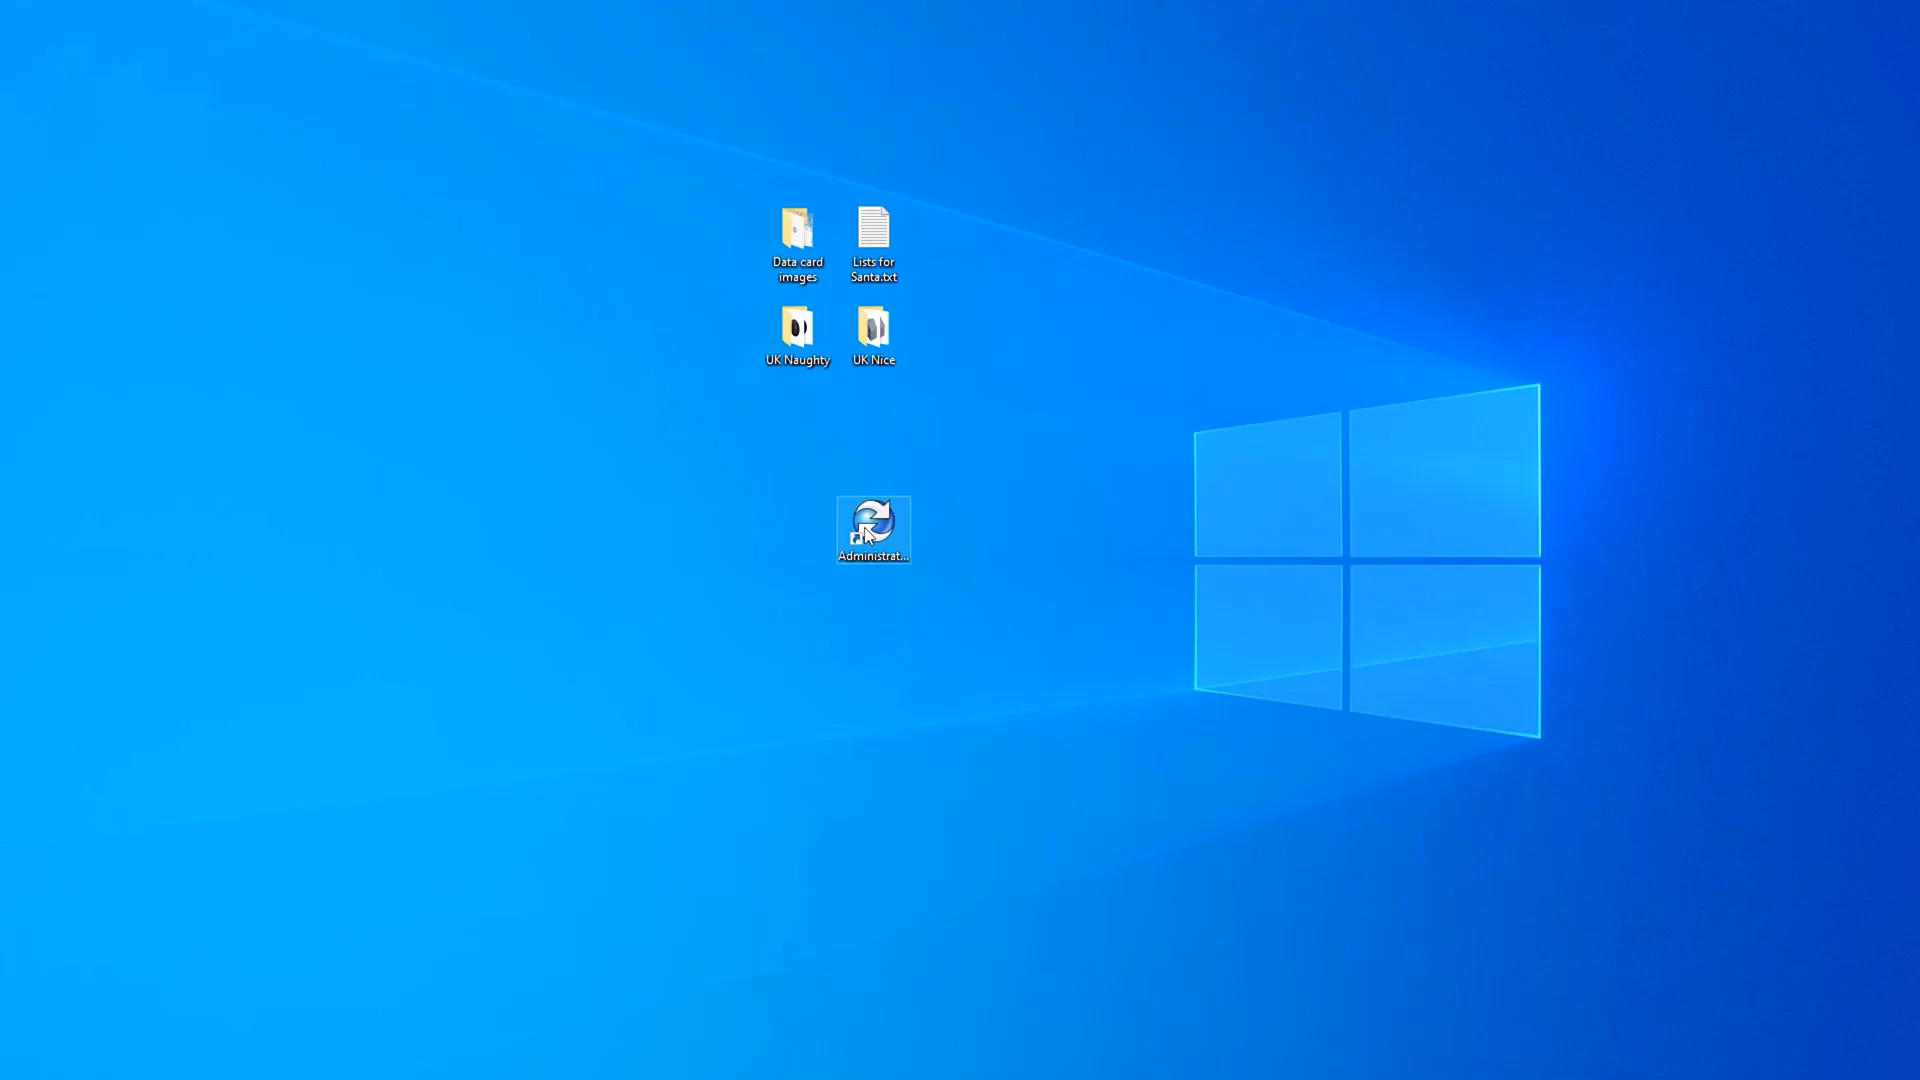 Data card
images
Lists for
Santa.txt
UK Naughty
UK Nice
Administrat...